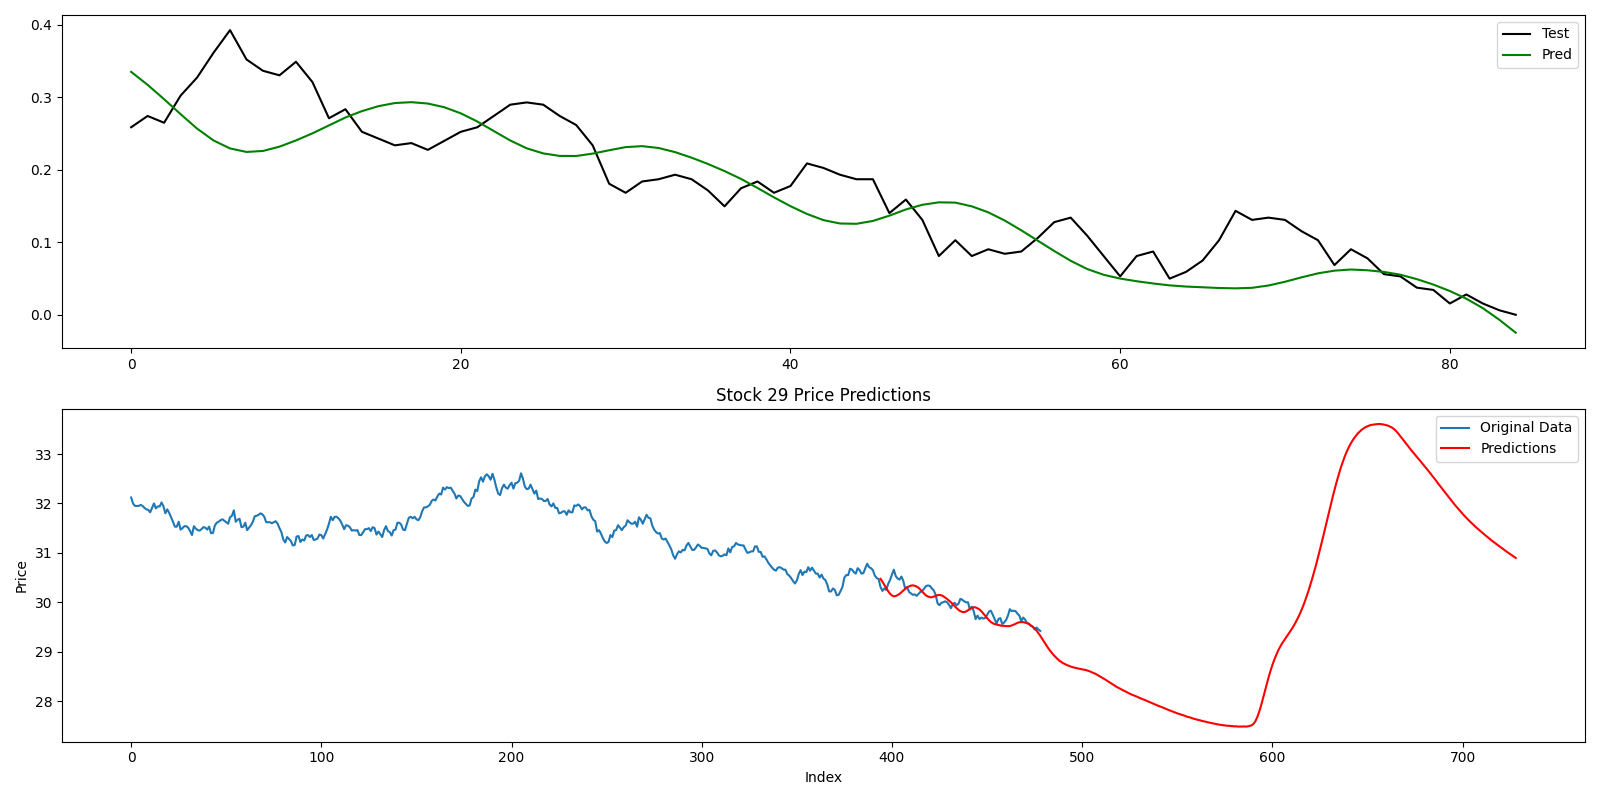 0.4
0.3
0.2
0.1
0.0
Test
Pred
0 20 40 60 80
Stock 29 Price Predictions
33
32
31
30
29
28
Price
Original Data
Predictions
0 100 200 300 400 500 600 700
Index